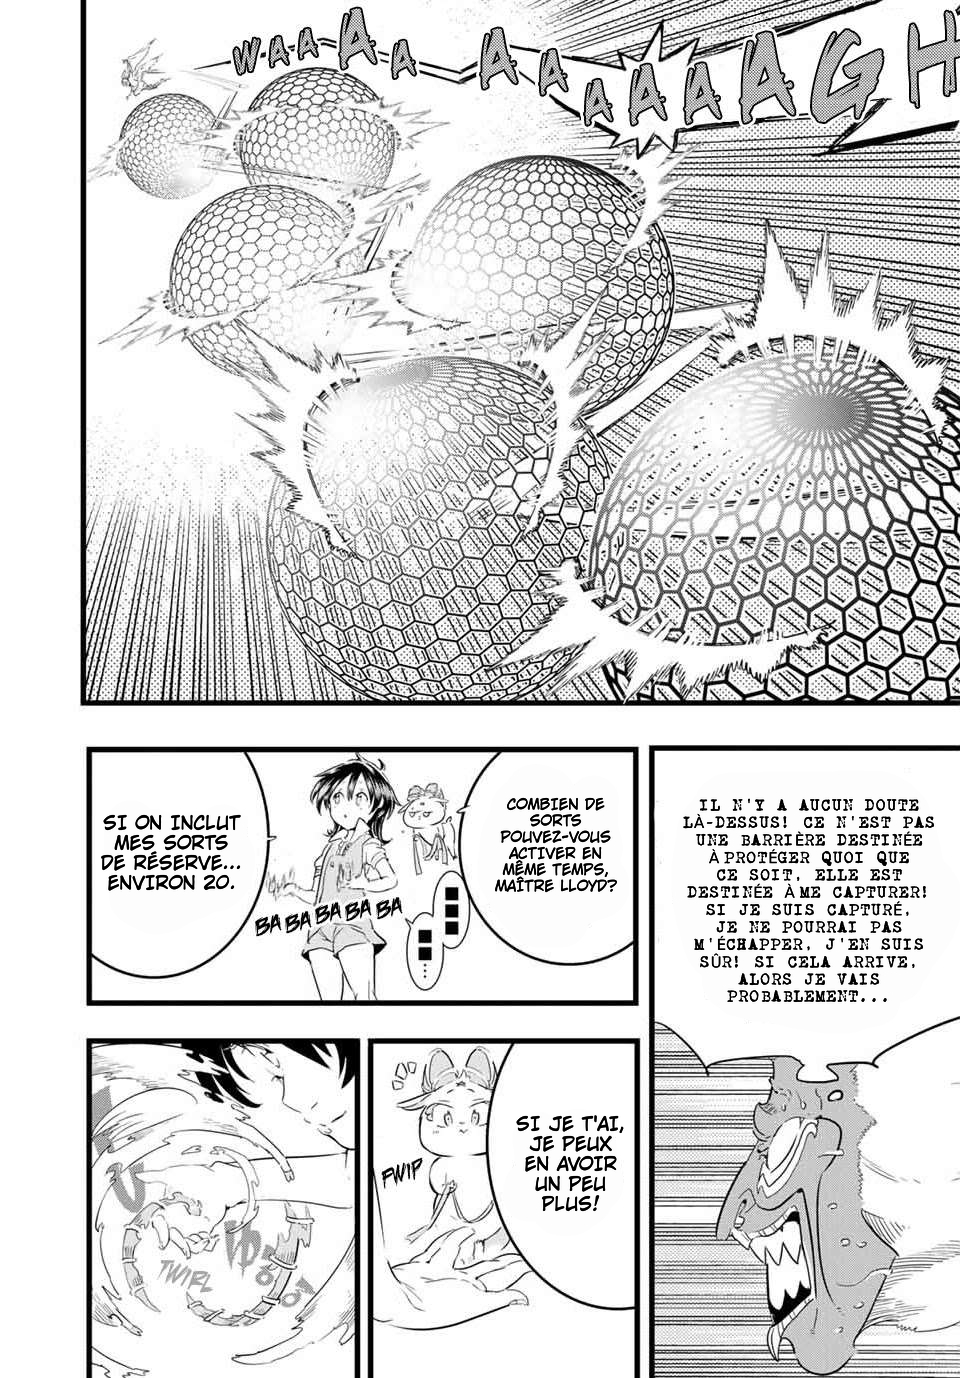 WAAAA AAAAAAAGH
IL N'Y A AUCUN DOUTE
LÀ-DESSUS! CE N'EST PAS
UNE BARRIÈRE DESTINÉE
À PROTÉGER QUOI QUE
CE SOIT, ELLE EST
DESTINÉE À ME CAPTURER!
SI JE SUIS CAPTURÉ,
JE NE POURRAI PAS
M'ÉCHAPPER, J'EN SUIS
SÛR! SI CELA ARRIVE,
ALORS JE VAIS
PROBABLEMENT...
COMBIEN DE
SORTS
POUVEZ-VOUS
ACTIVER EN
MÊME TEMPS,
MAÎTRE LLOYD?
■■■
■■...
BA BA BA BA BA
SI ON INCLUT
MES SORTS
DE RÉSERVE...
ENVIRON 20.
SI JE T'AI,
JE PEUX
EN AVOIR
UN PEU
PLUS!
FWIP
TWIRL